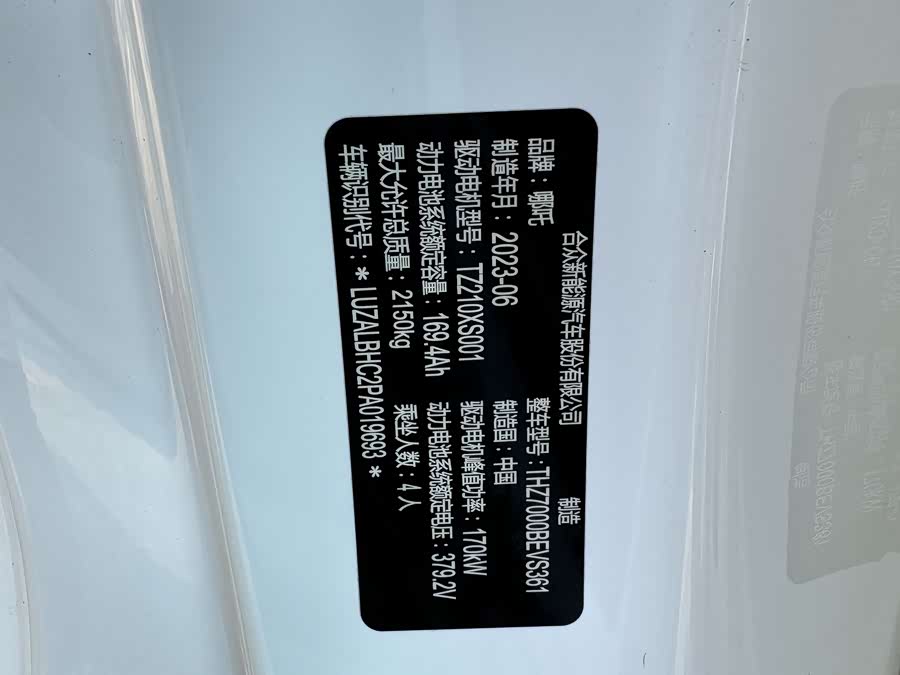 合众新能源汽车股份有限公司 制造
品牌：哪吒 整车型号：THZ7000BEVS361
制造年月：2023-06 制造国：中国
驱动电机型号：TZ210XS001 驱动电机峰值功率：170kW
动力电池系统额定容量：169.4Ah 动力电池系统额定电压：379.2V
最大允许总质量：2150kg 乘坐人数：4人
车辆识别代号：*LUZALBHC2PA019693*